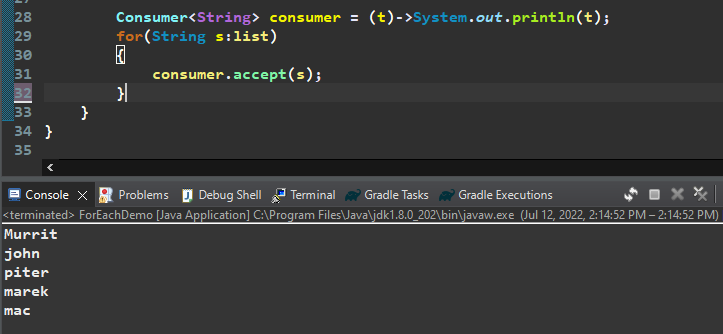 28 Consumer<String> consumer = (t)->System.out.println(t);
29 for(String s:list)
30 {
31 consumer.accept(s);
32 }
33 }
34 }
35
Console Problems Debug Shell Terminal Gradle Tasks Gradle Executions
<terminated> ForEachDemo [Java Application] C:\Program Files\Java\jdk1.8.0_202\bin\javaw.exe (Jul 12, 2022, 2:14:52 PM – 2:14:52 PM)
Murrit
john
piter
marek
mac